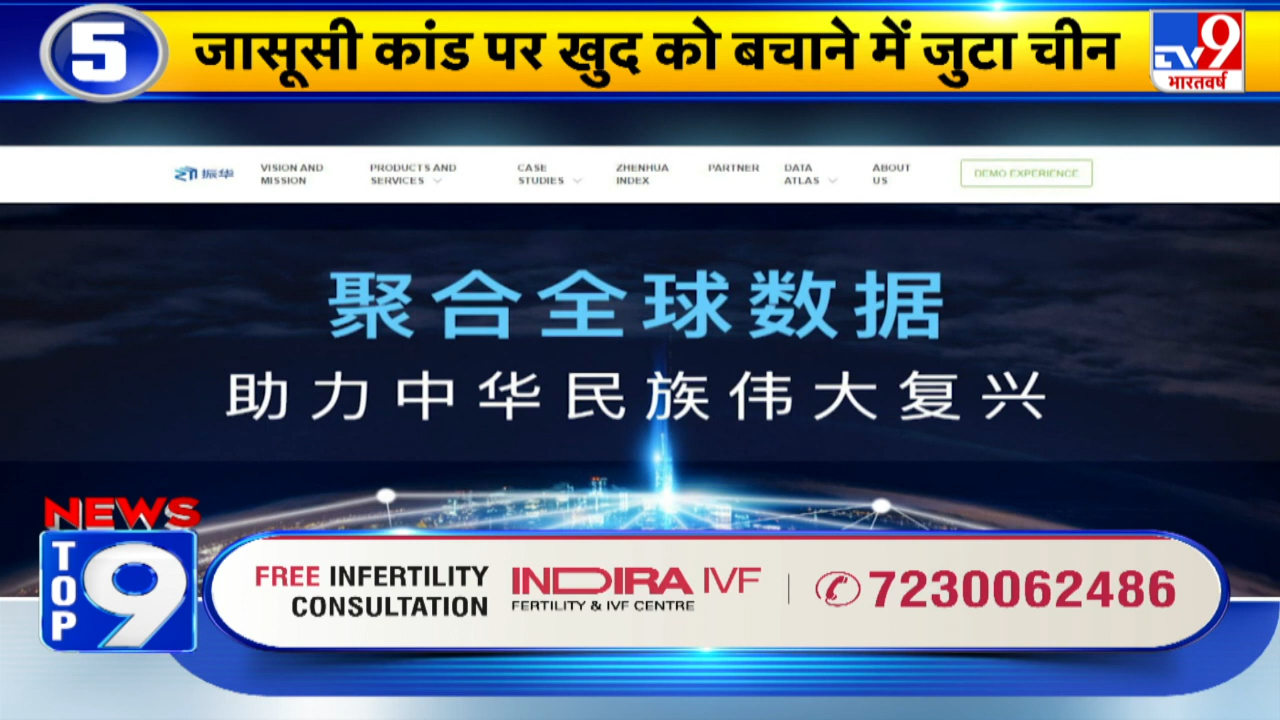 5
जासूसी कांड पर खुद को बचाने में जुटा चीन
TV9
भारतवर्ष
振华
VISION AND
MISSION
PRODUCTS AND
SERVICES
CASE
STUDIES
ZHENHUA
INDEX
PARTNER
DATA
ATLAS
ABOUT
US
DEMO EXPERIENCE
聚合全球数据
助力中华民族伟大复兴
NEWS
TOP
9
FREE INFERTILITY
CONSULTATION
INDIRA IVF
FERTILITY & IVF CENTRE
7230062486